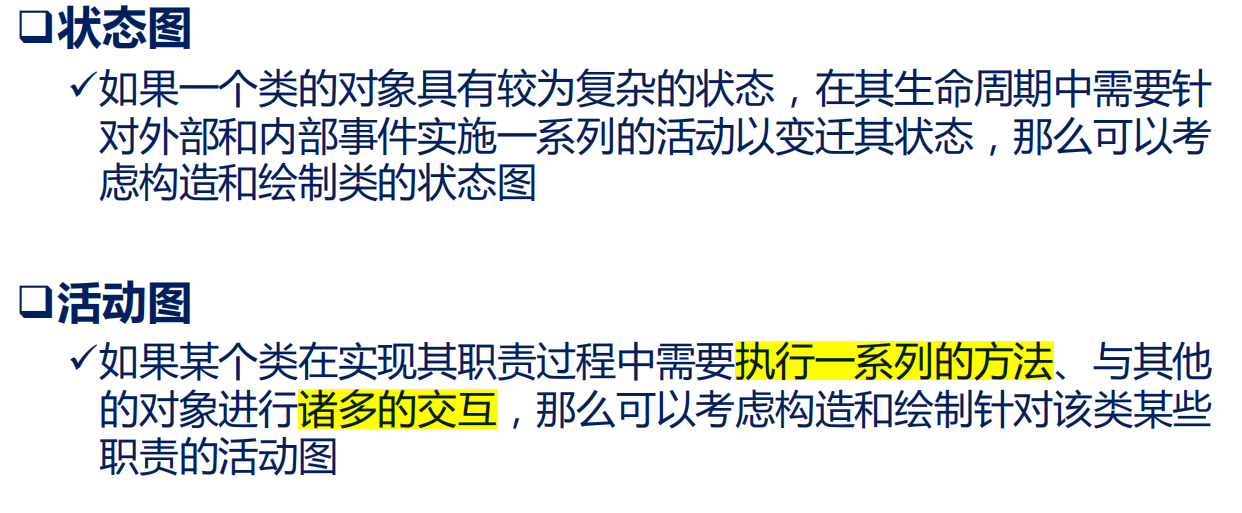 ❑状态图
✓如果一个类的对象具有较为复杂的状态，在其生命周期中需要针
对外部和内部事件实施一系列的活动以变迁其状态，那么可以考
虑构造和绘制类的状态图
❑活动图
✓如果某个类在实现其职责过程中需要执行一系列的方法、与其他
的对象进行诸多的交互，那么可以考虑构造和绘制针对该类某些
职责的活动图